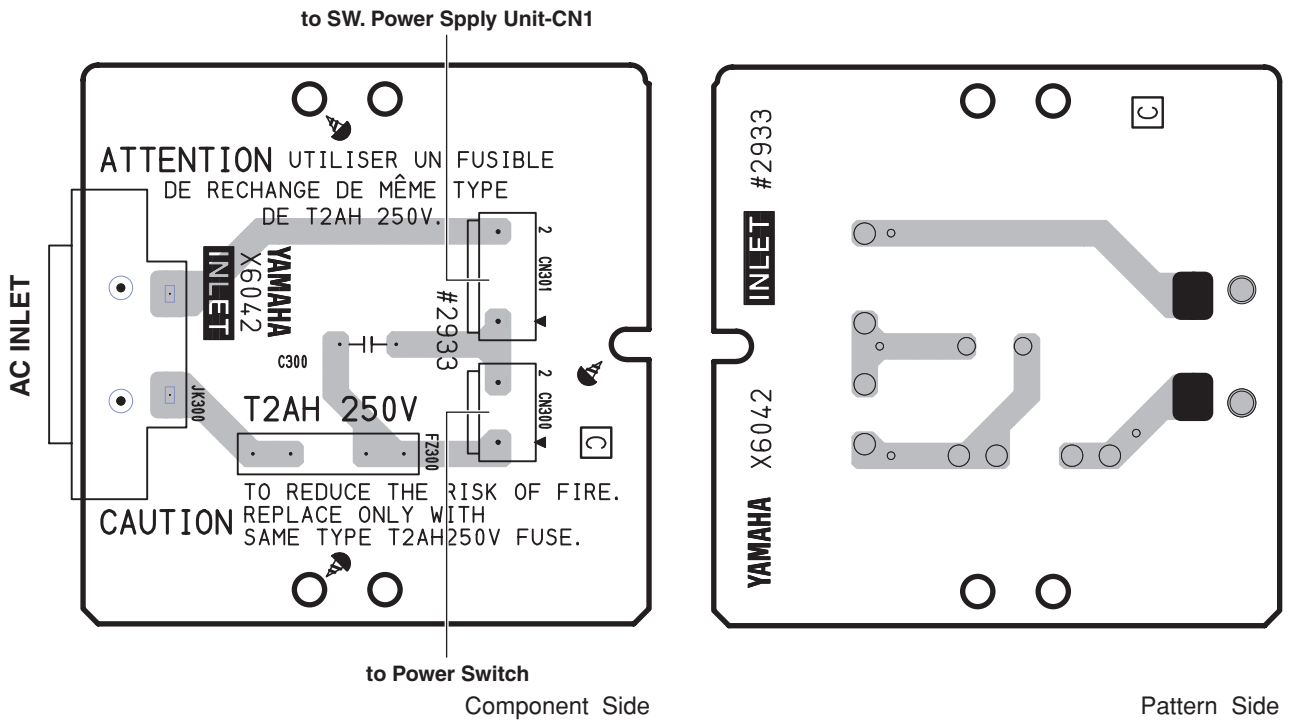 to SW. Power Spply Unit-CN1
ATTENTION UTILISER UN FUSIBLE
DE RECHANGE DE MÊME TYPE
DE T2AH 250V.
AC INLET
INLET
X6042
YAMAHA
#2933
2
CN301
C300
JK300
T2AH 250V
2
CN300
FZ300
C
CAUTION
TO REDUCE THE RISK OF FIRE.
REPLACE ONLY WITH
SAME TYPE T2AH250V FUSE.
to Power Switch
Component Side
C
#2933
INLET
X6042
YAMAHA
Pattern Side